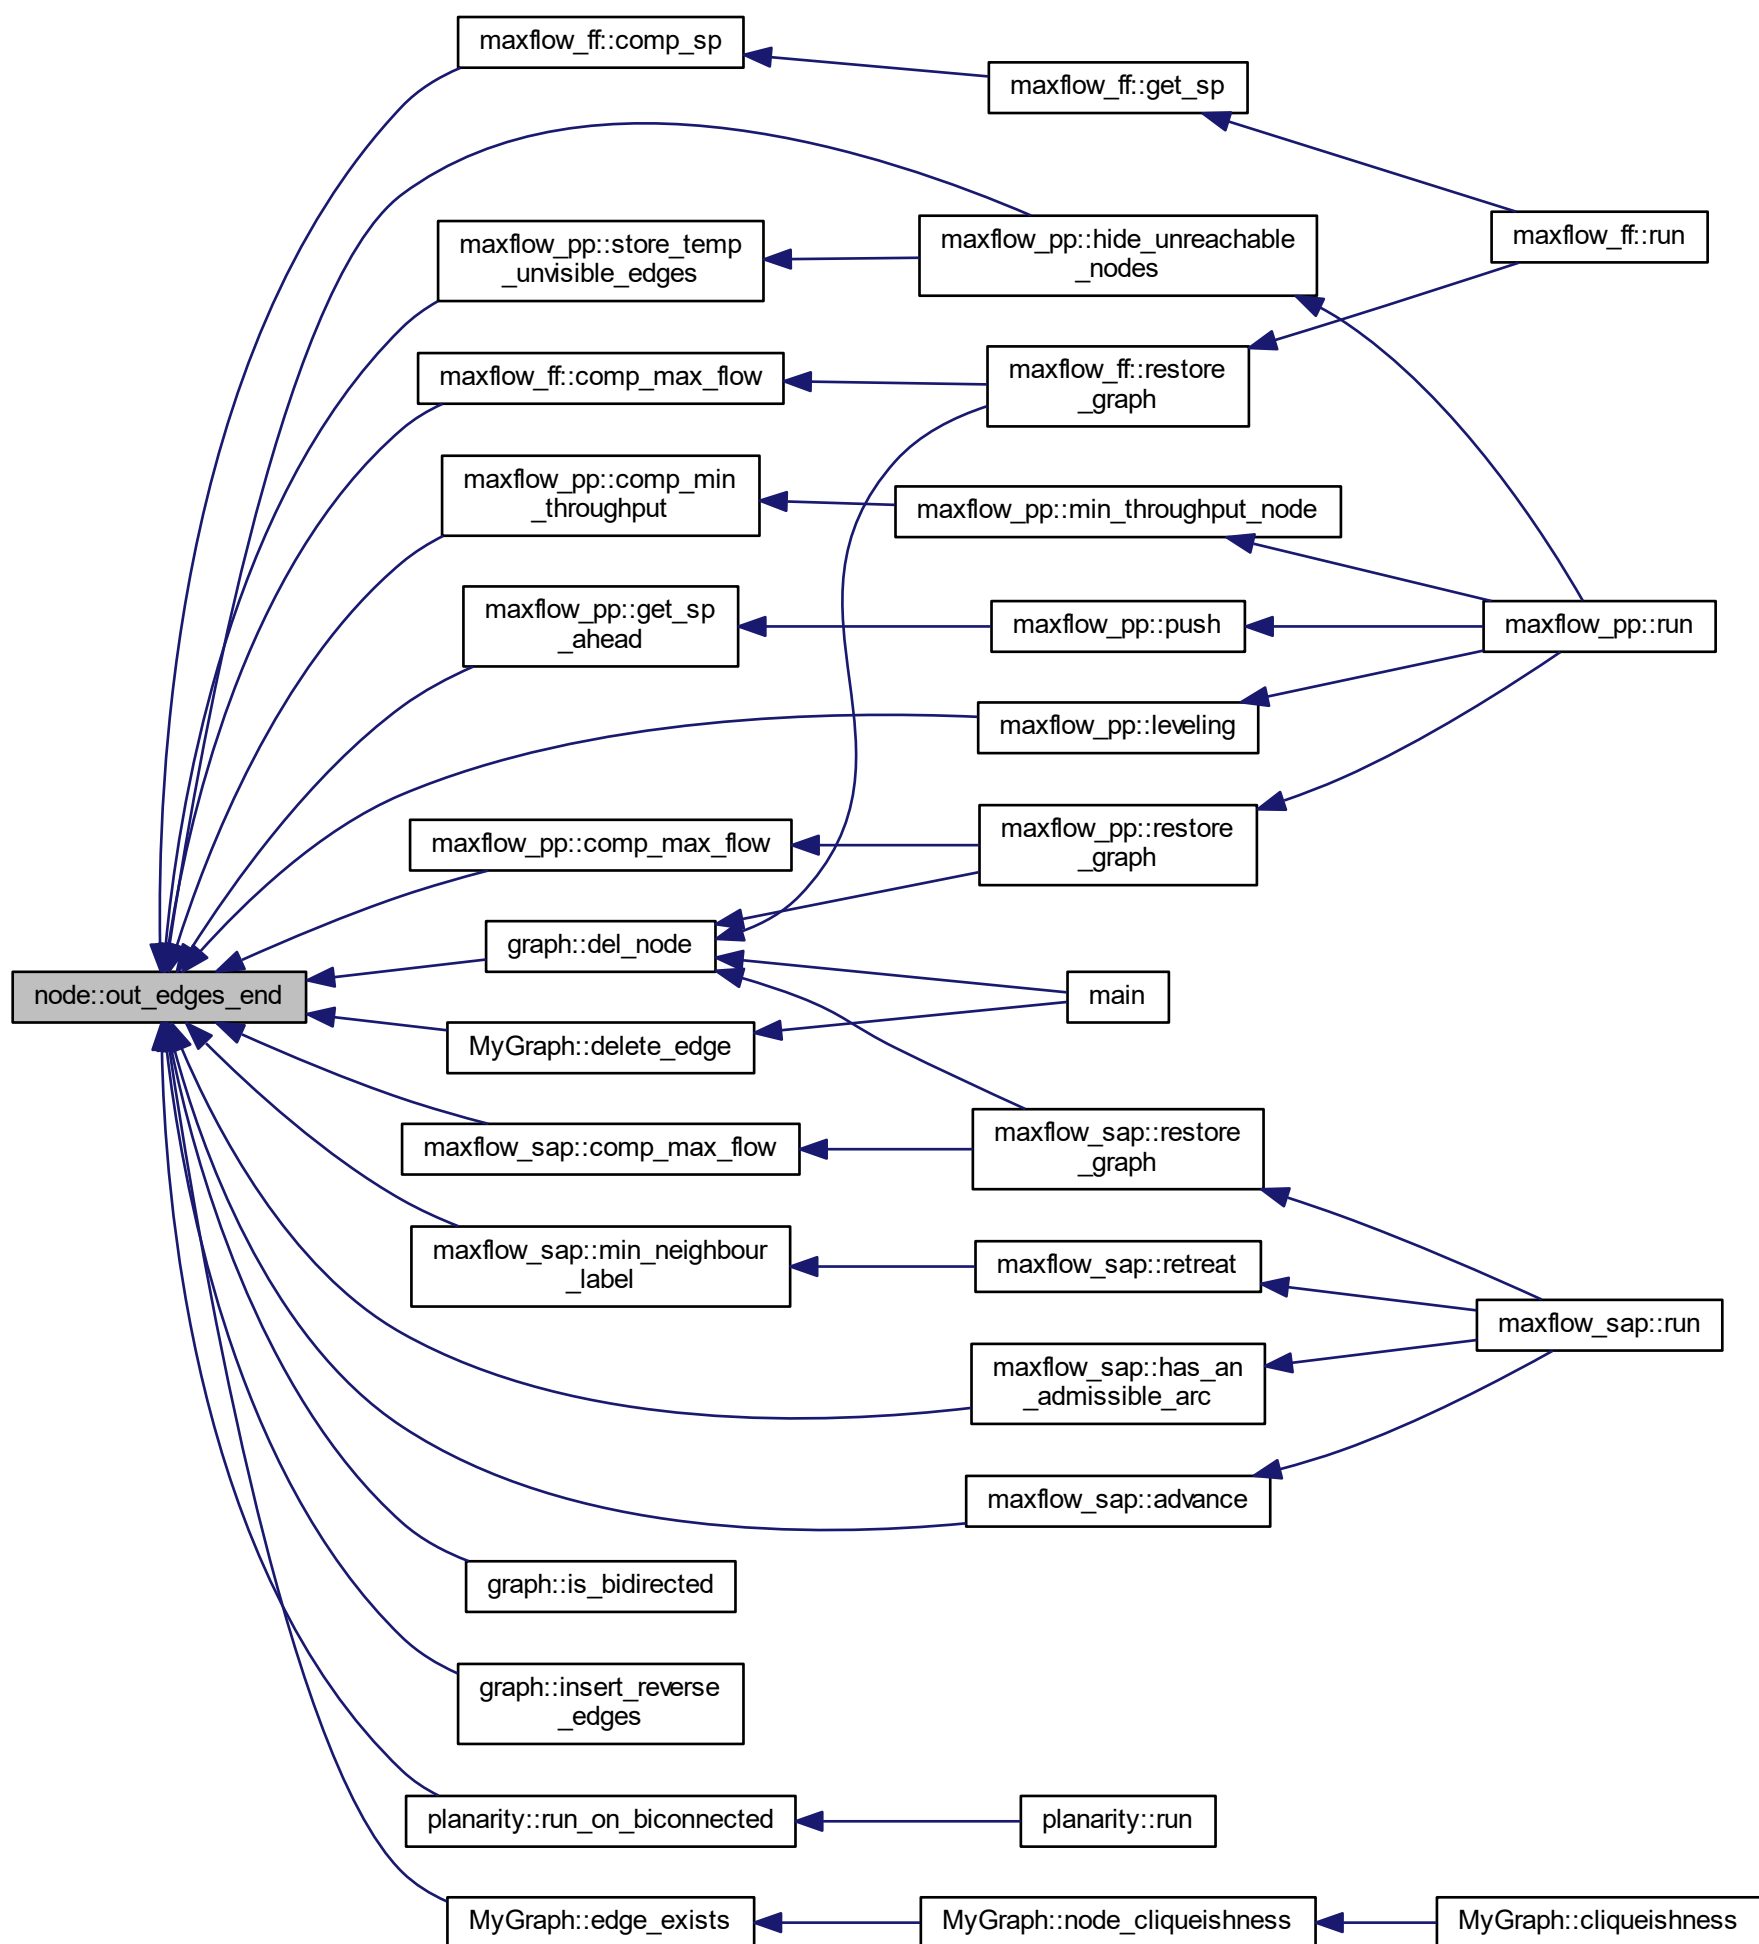 maxflow_ff::comp_sp
maxflow_ff::get_sp
maxflow_ff::run
maxflow_pp::store_temp
_unvisible_edges
maxflow_pp::hide_unreachable
_nodes
maxflow_ff::comp_max_flow
maxflow_ff::restore
_graph
maxflow_pp::comp_min
_throughput
maxflow_pp::min_throughput_node
maxflow_pp::get_sp
_ahead
maxflow_pp::push
maxflow_pp::run
maxflow_pp::leveling
maxflow_pp::comp_max_flow
maxflow_pp::restore
_graph
graph::del_node
node::out_edges_end
main
MyGraph::delete_edge
maxflow_sap::comp_max_flow
maxflow_sap::restore
_graph
maxflow_sap::min_neighbour
_label
maxflow_sap::retreat
maxflow_sap::run
maxflow_sap::has_an
_admissible_arc
maxflow_sap::advance
graph::is_bidirected
graph::insert_reverse
_edges
planarity::run_on_biconnected
planarity::run
MyGraph::edge_exists
MyGraph::node_cliqueishness
MyGraph::cliqueishness